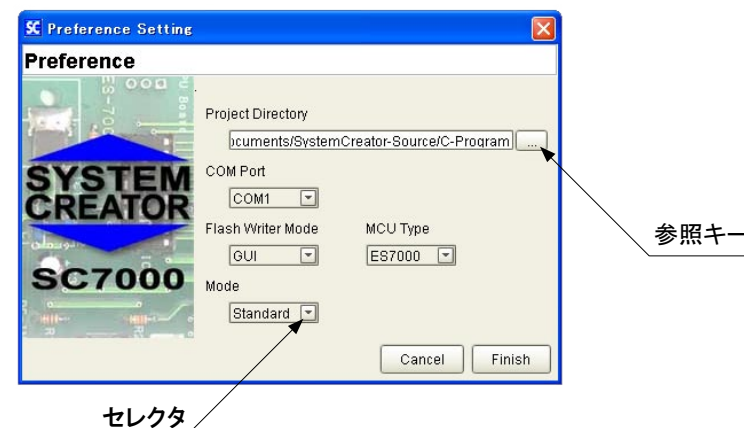 SC Preference Setting
Preference
Project Directory
ocuments/SystemCreator-Source/C-Program ...
COM Port
COM1
Flash Writer Mode MCU Type
GUI ES7000
Mode
Standard
Cancel Finish
SYSTEM
CREATOR
SC7000
参照キー
セレクタ